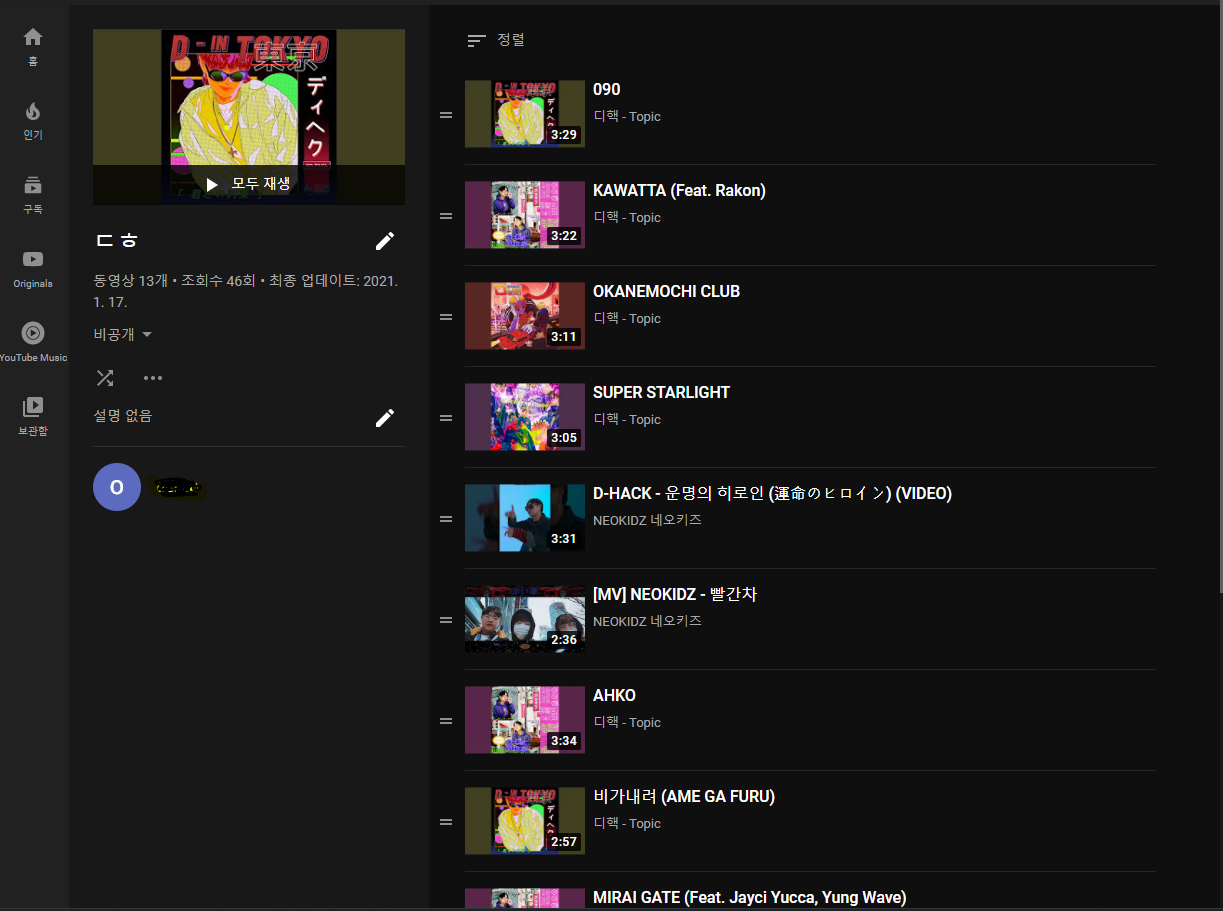 홈
인기
구독
Originals
YouTube Music
보관함
D-IN TOKYO
東京
ディヘク
모두 재생
ㄷㅎ
동영상 13개 • 조회수 46회 • 최종 업데이트: 2021.
1. 17.
비공개
설명 없음
O
정렬
090
디핵 - Topic
3:29
KAWATTA (Feat. Rakon)
디핵 - Topic
3:22
OKANEMOCHI CLUB
디핵 - Topic
3:11
SUPER STARLIGHT
디핵 - Topic
3:05
D-HACK - 운명의 히로인 (運命のヒロイン) (VIDEO)
NEOKIDZ 네오키즈
3:31
[MV] NEOKIDZ - 빨간차
NEOKIDZ 네오키즈
2:36
AHKO
디핵 - Topic
3:34
비가내려 (AME GA FURU)
디핵 - Topic
2:57
MIRAI GATE (Feat. Jayci Yucca, Yung Wave)